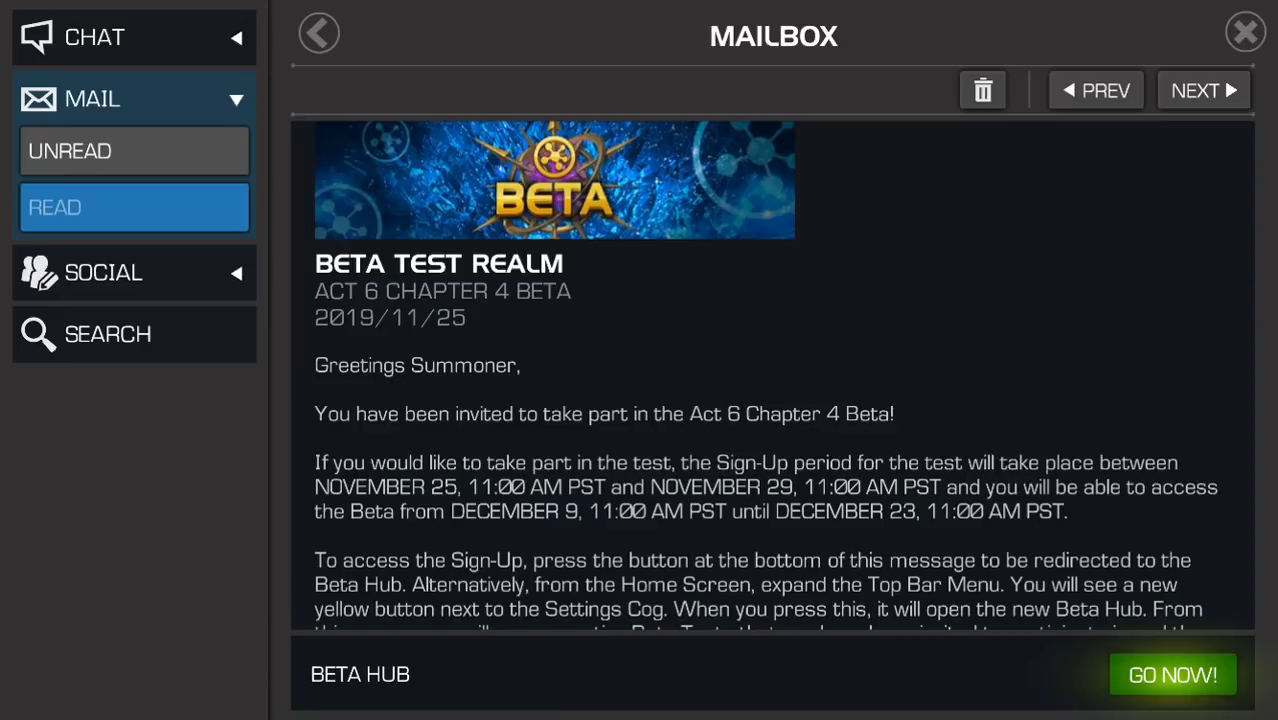 CHAT
MAIL
UNREAD
READ
SOCIAL
SEARCH
MAILBOX
PREV
NEXT
BETA
BETA TEST REALM
ACT 6 CHAPTER 4 BETA
2019/11/25
Greetings Summoner,
You have been invited to take part in the Act 6 Chapter 4 Beta!
If you would like to take part in the test, the Sign-Up period for the test will take place between
NOVEMBER 25, 11:00 AM PST and NOVEMBER 29, 11:00 AM PST and you will be able to access
the Beta from DECEMBER 9, 11:00 AM PST until DECEMBER 23, 11:00 AM PST.
To access the Sign-Up, press the button at the bottom of this message to be redirected to the
Beta Hub. Alternatively, from the Home Screen, expand the Top Bar Menu. You will see a new
yellow button next to the Settings Cog. When you press this, it will open the new Beta Hub. From
BETA HUB
GO NOW!